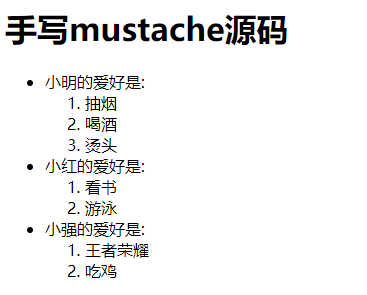 手写mustache源码
小明的爱好是:
1. 抽烟
2. 喝酒
3. 烫头
小红的爱好是:
1. 看书
2. 游泳
小强的爱好是:
1. 王者荣耀
2. 吃鸡